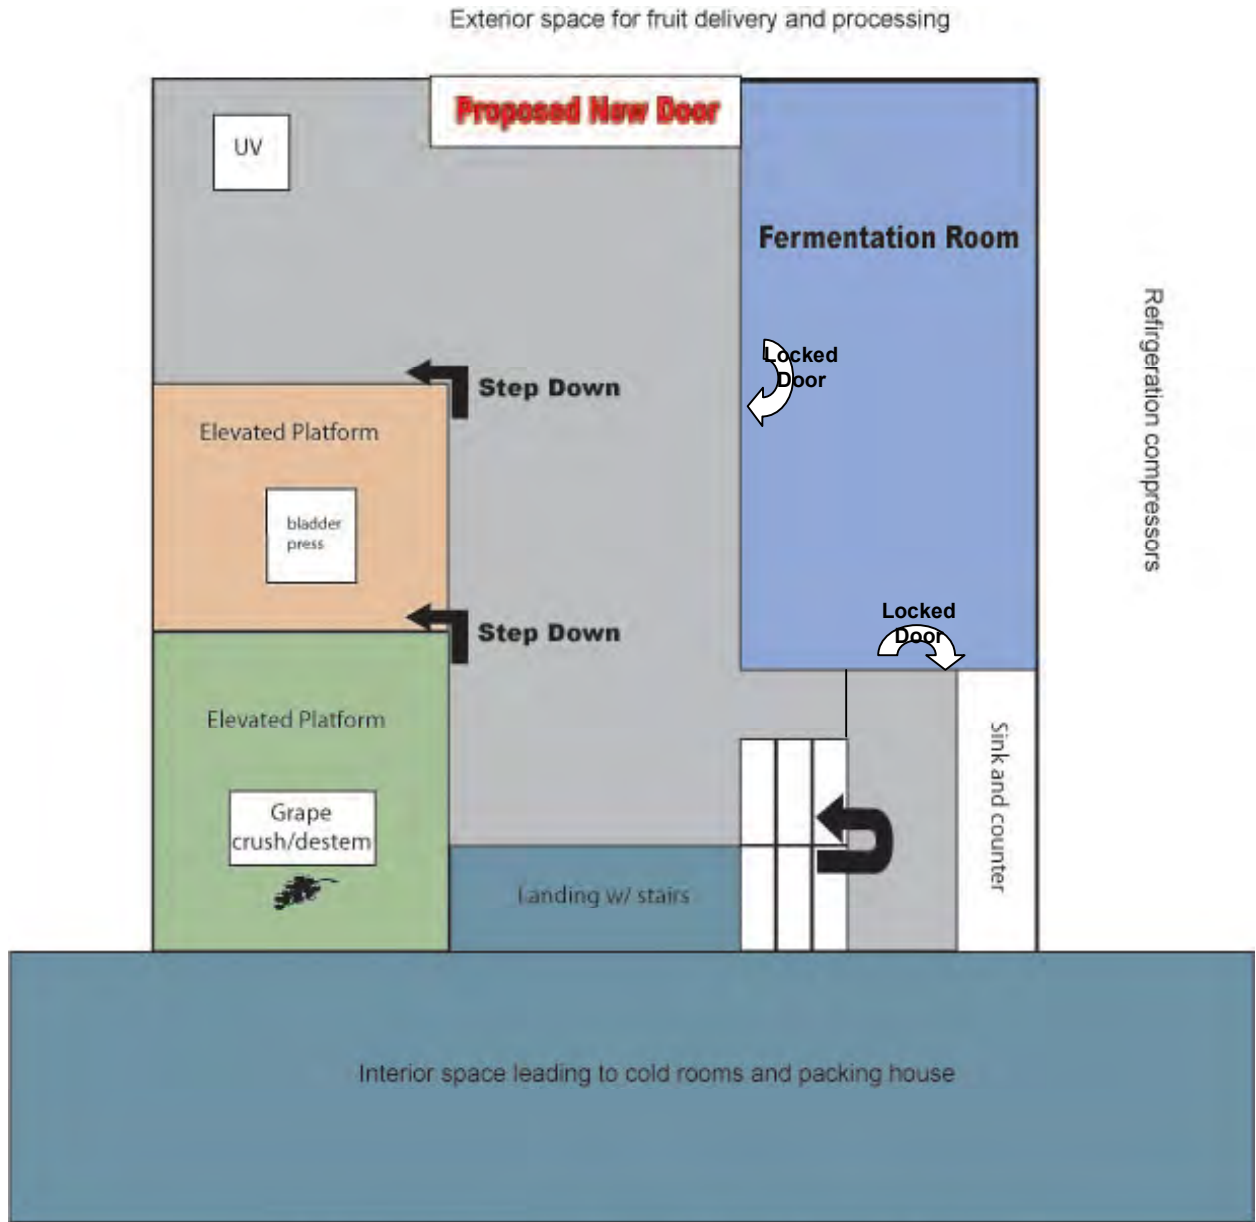 Exterior space for fruit delivery and processing
Proposed New Door
UV
Fermentation Room
Refirgeration compressors
Locked
Door
Step Down
Elevated Platform
bladder
press
Locked
Door
Step Down
Elevated Platform
Sink and counter
Grape
crush/destem
Landing w/ stairs
Interior space leading to cold rooms and packing house